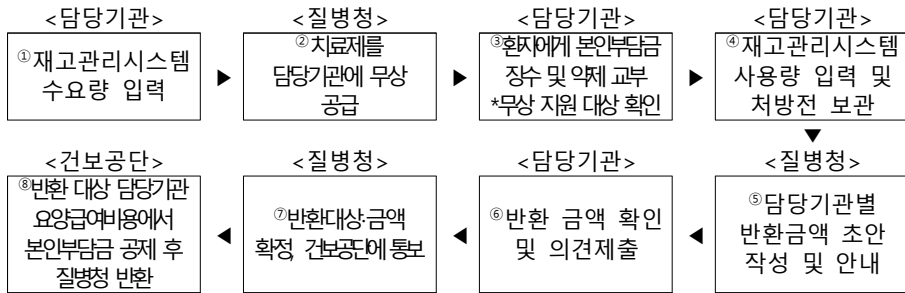 <담당기관>
①재고관리시스템
수요량 입력
▶
<질병청>
②치료제를
담당기관에 무상
공급
▶
<담당기관>
③환자에게 본인부담금
징수 및 약제 교부
*무상 지원 대상 확인
▶
<담당기관>
④재고관리시스템
사용량 입력 및
처방전 보관
▼
<질병청>
⑤담당기관별
반환금액 초안
작성 및 안내
◀
<담당기관>
⑥반환 금액 확인
및 의견제출
◀
<질병청>
⑦반환대상·금액
확정, 건보공단에 통보
◀
<건보공단>
⑧반환 대상 담당기관
요양급여비용에서
본인부담금 공제 후
질병청 반환